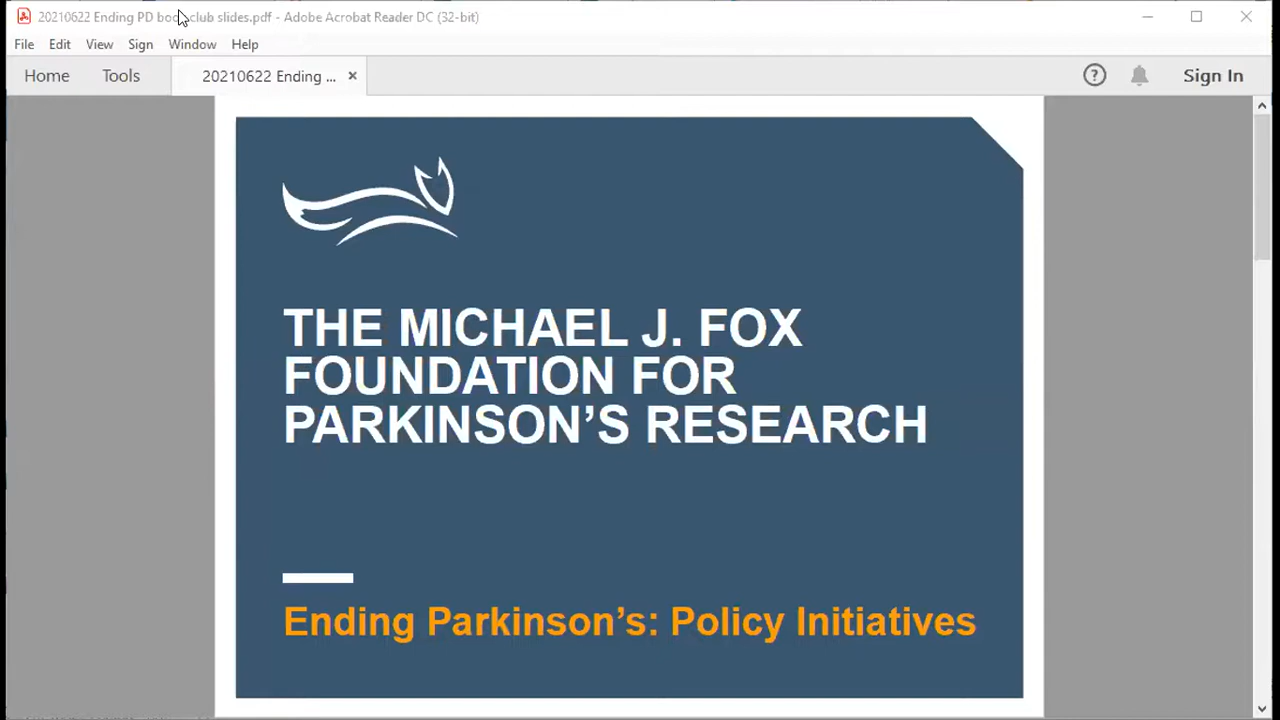 20210622 Ending PD book club slides.pdf - Adobe Acrobat Reader DC (32-bit)
File Edit View Sign Window Help
Home Tools 20210622 Ending ... × ? Sign In
THE MICHAEL J. FOX
FOUNDATION FOR
PARKINSON’S RESEARCH
Ending Parkinson’s: Policy Initiatives